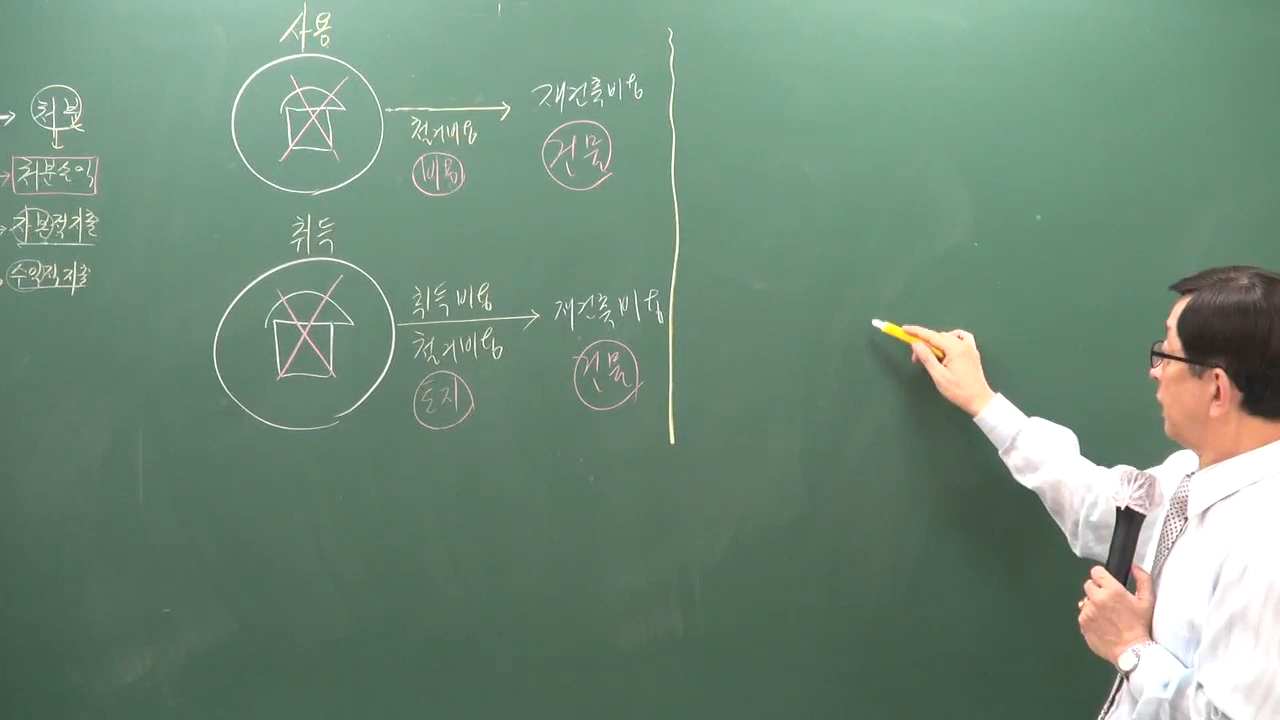 처분
처분손익
자본적지출
수익적지출
사용
철거비용
비용
재건축비용
건물
취득
취득비용
철거비용
토지
재건축비용
건물